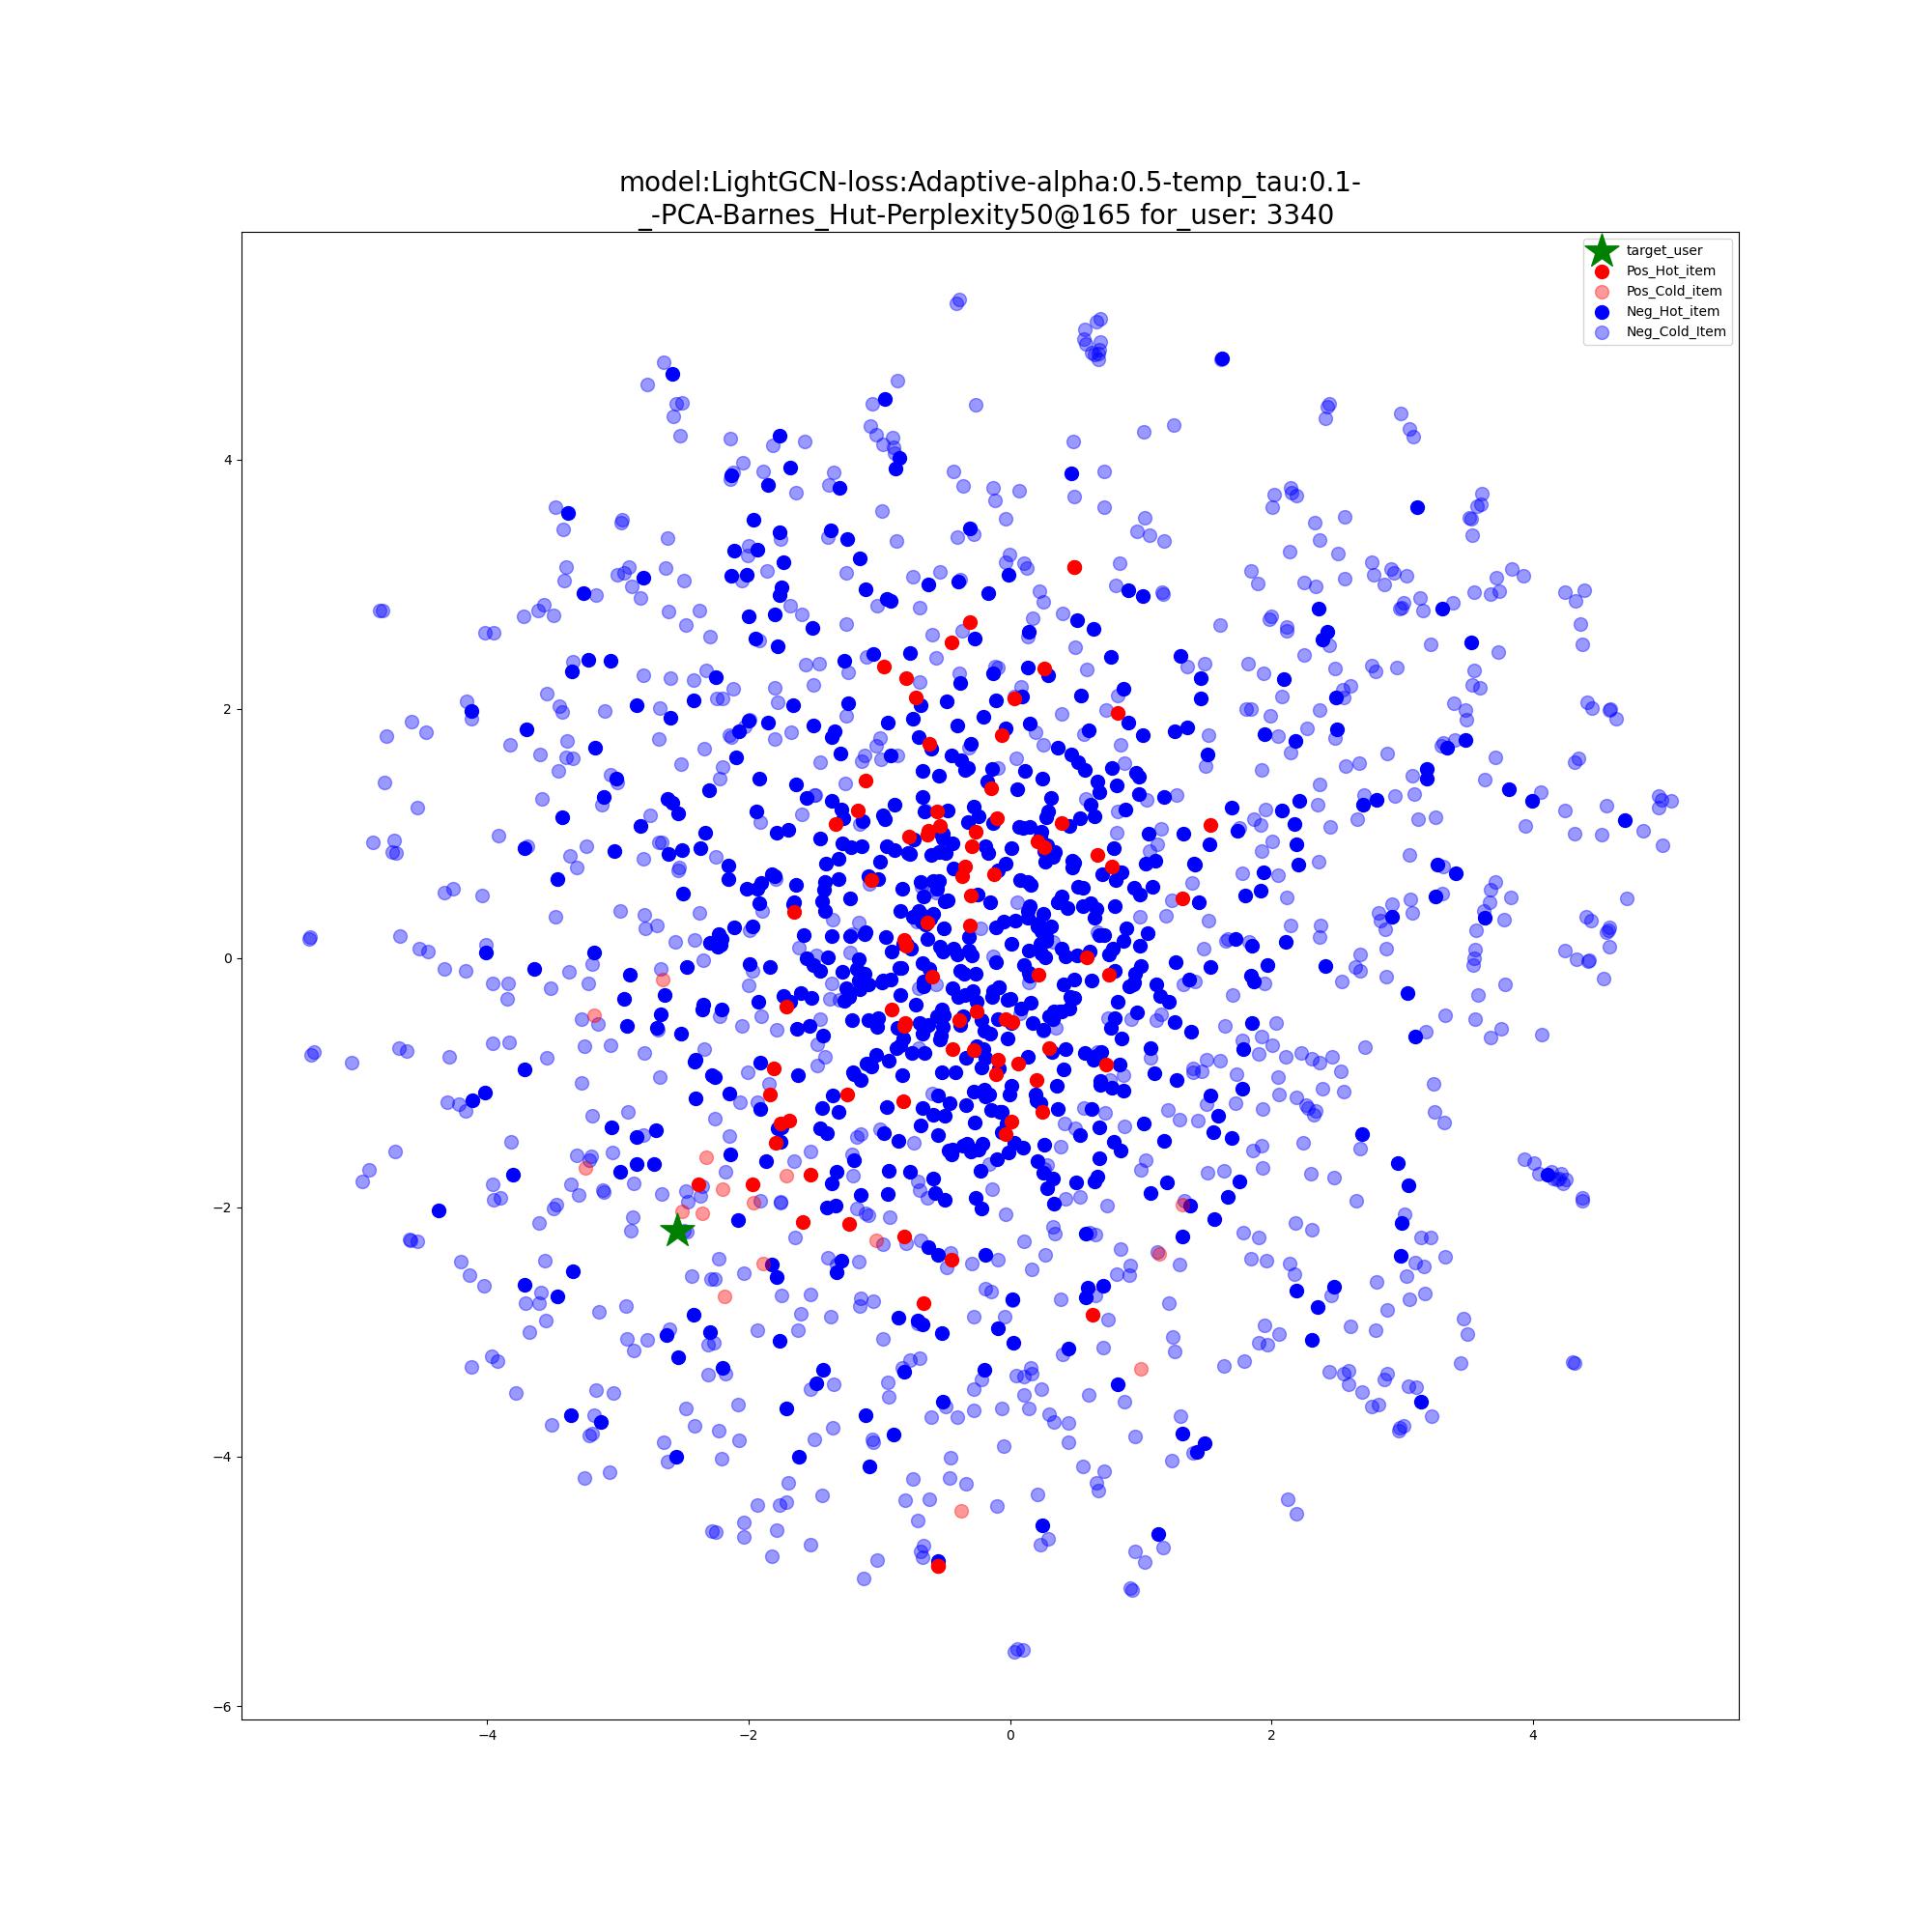 model:LightGCN-loss:Adaptive-alpha:0.5-temp_tau:0.1-
_-PCA-Barnes_Hut-Perplexity50@165 for_user: 3340
target_user
Pos_Hot_item
Pos_Cold_item
Neg_Hot_item
Neg_Cold_Item
4
2
0
−2
−4
−6
−4 −2 0 2 4